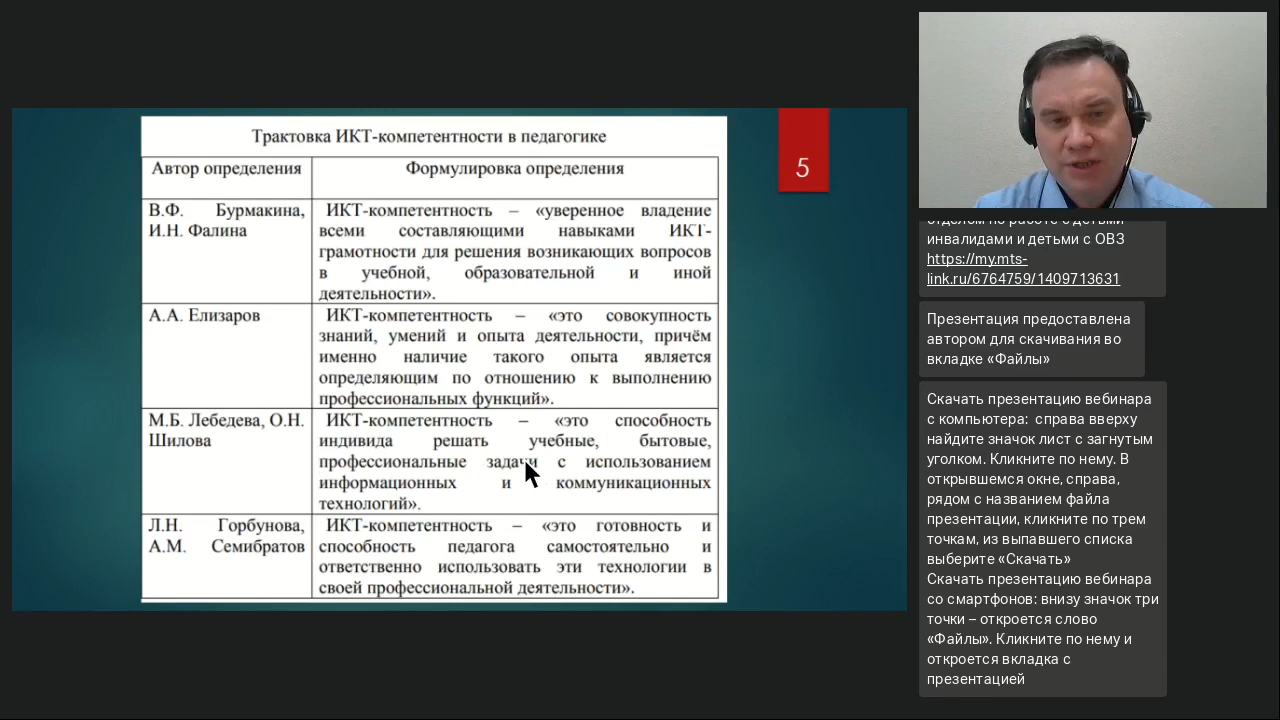 Трактовка ИКТ-компетентности в педагогике
5
Автор определения
Формулировка определения
В.Ф. Бурмакина,
И.Н. Фалина
ИКТ-компетентность – «уверенное владение
всеми составляющими навыками ИКТ-
грамотности для решения возникающих вопросов
в учебной, образовательной и иной
деятельности».
А.А. Елизаров
ИКТ-компетентность – «это совокупность
знаний, умений и опыта деятельности, причём
именно наличие такого опыта является
определяющим по отношению к выполнению
профессиональных функций».
М.Б. Лебедева, О.Н.
Шилова
ИКТ-компетентность – «это способность
индивида решать учебные, бытовые,
профессиональные задачи с использованием
информационных и коммуникационных
технологий».
Л.Н. Горбунова,
А.М. Семибратов
ИКТ-компетентность – «это готовность и
способность педагога самостоятельно и
ответственно использовать эти технологии в
своей профессиональной деятельности».
отделом по работе с детьми
инвалидами и детьми с ОВЗ
https://my.mts-
link.ru/6764759/1409713631
Презентация предоставлена
автором для скачивания во
вкладке «Файлы»
Скачать презентацию вебинара
с компьютера: справа вверху
найдите значок лист с загнутым
уголком. Кликните по нему. В
открывшемся окне, справа,
рядом с названием файла
презентации, кликните по трем
точкам, из выпавшего списка
выберите «Скачать»
Скачать презентацию вебинара
со смартфонов: внизу значок три
точки – откроется слово
«Файлы». Кликните по нему и
откроется вкладка с
презентацией